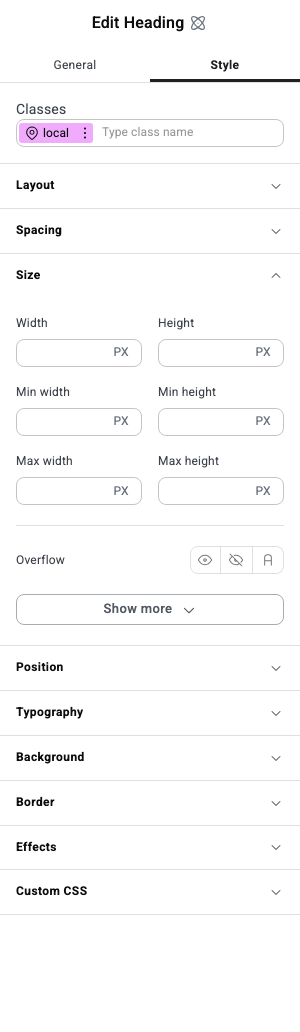 Edit Heading
General Style
Classes
local Type class name
Layout
Spacing
Size
Width Height
PX PX
Min width Min height
PX PX
Max width Max height
PX PX
Overflow
Show more
Position
Typography
Background
Border
Effects
Custom CSS